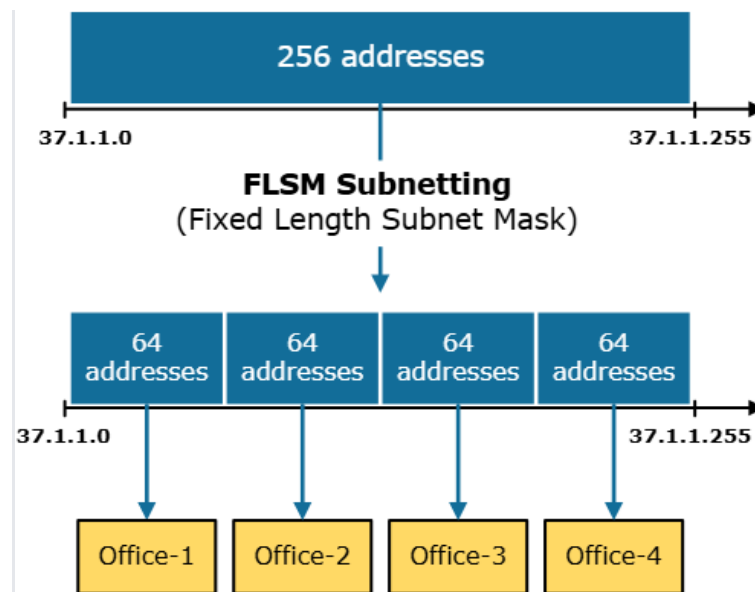 256 addresses
37.1.1.0
37.1.1.255
FLSM Subnetting
(Fixed Length Subnet Mask)
64
addresses
64
addresses
64
addresses
64
addresses
37.1.1.0
37.1.1.255
Office-1
Office-2
Office-3
Office-4